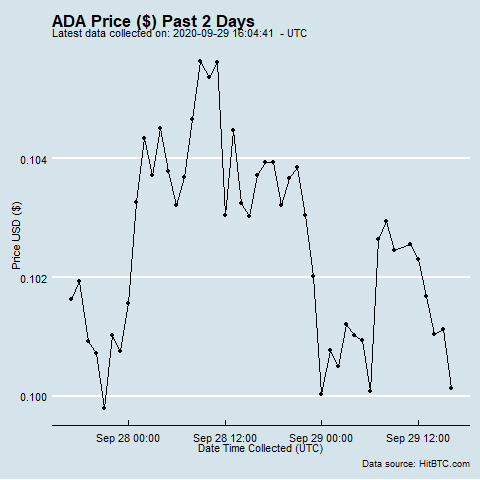 ADA Price ($) Past 2 Days
Latest data collected on: 2020-09-29 16:04:41 - UTC
Price USD ($)
0.104
0.102
0.100
Sep 28 00:00 Sep 28 12:00 Sep 29 00:00 Sep 29 12:00
Date Time Collected (UTC)
Data source: HitBTC.com